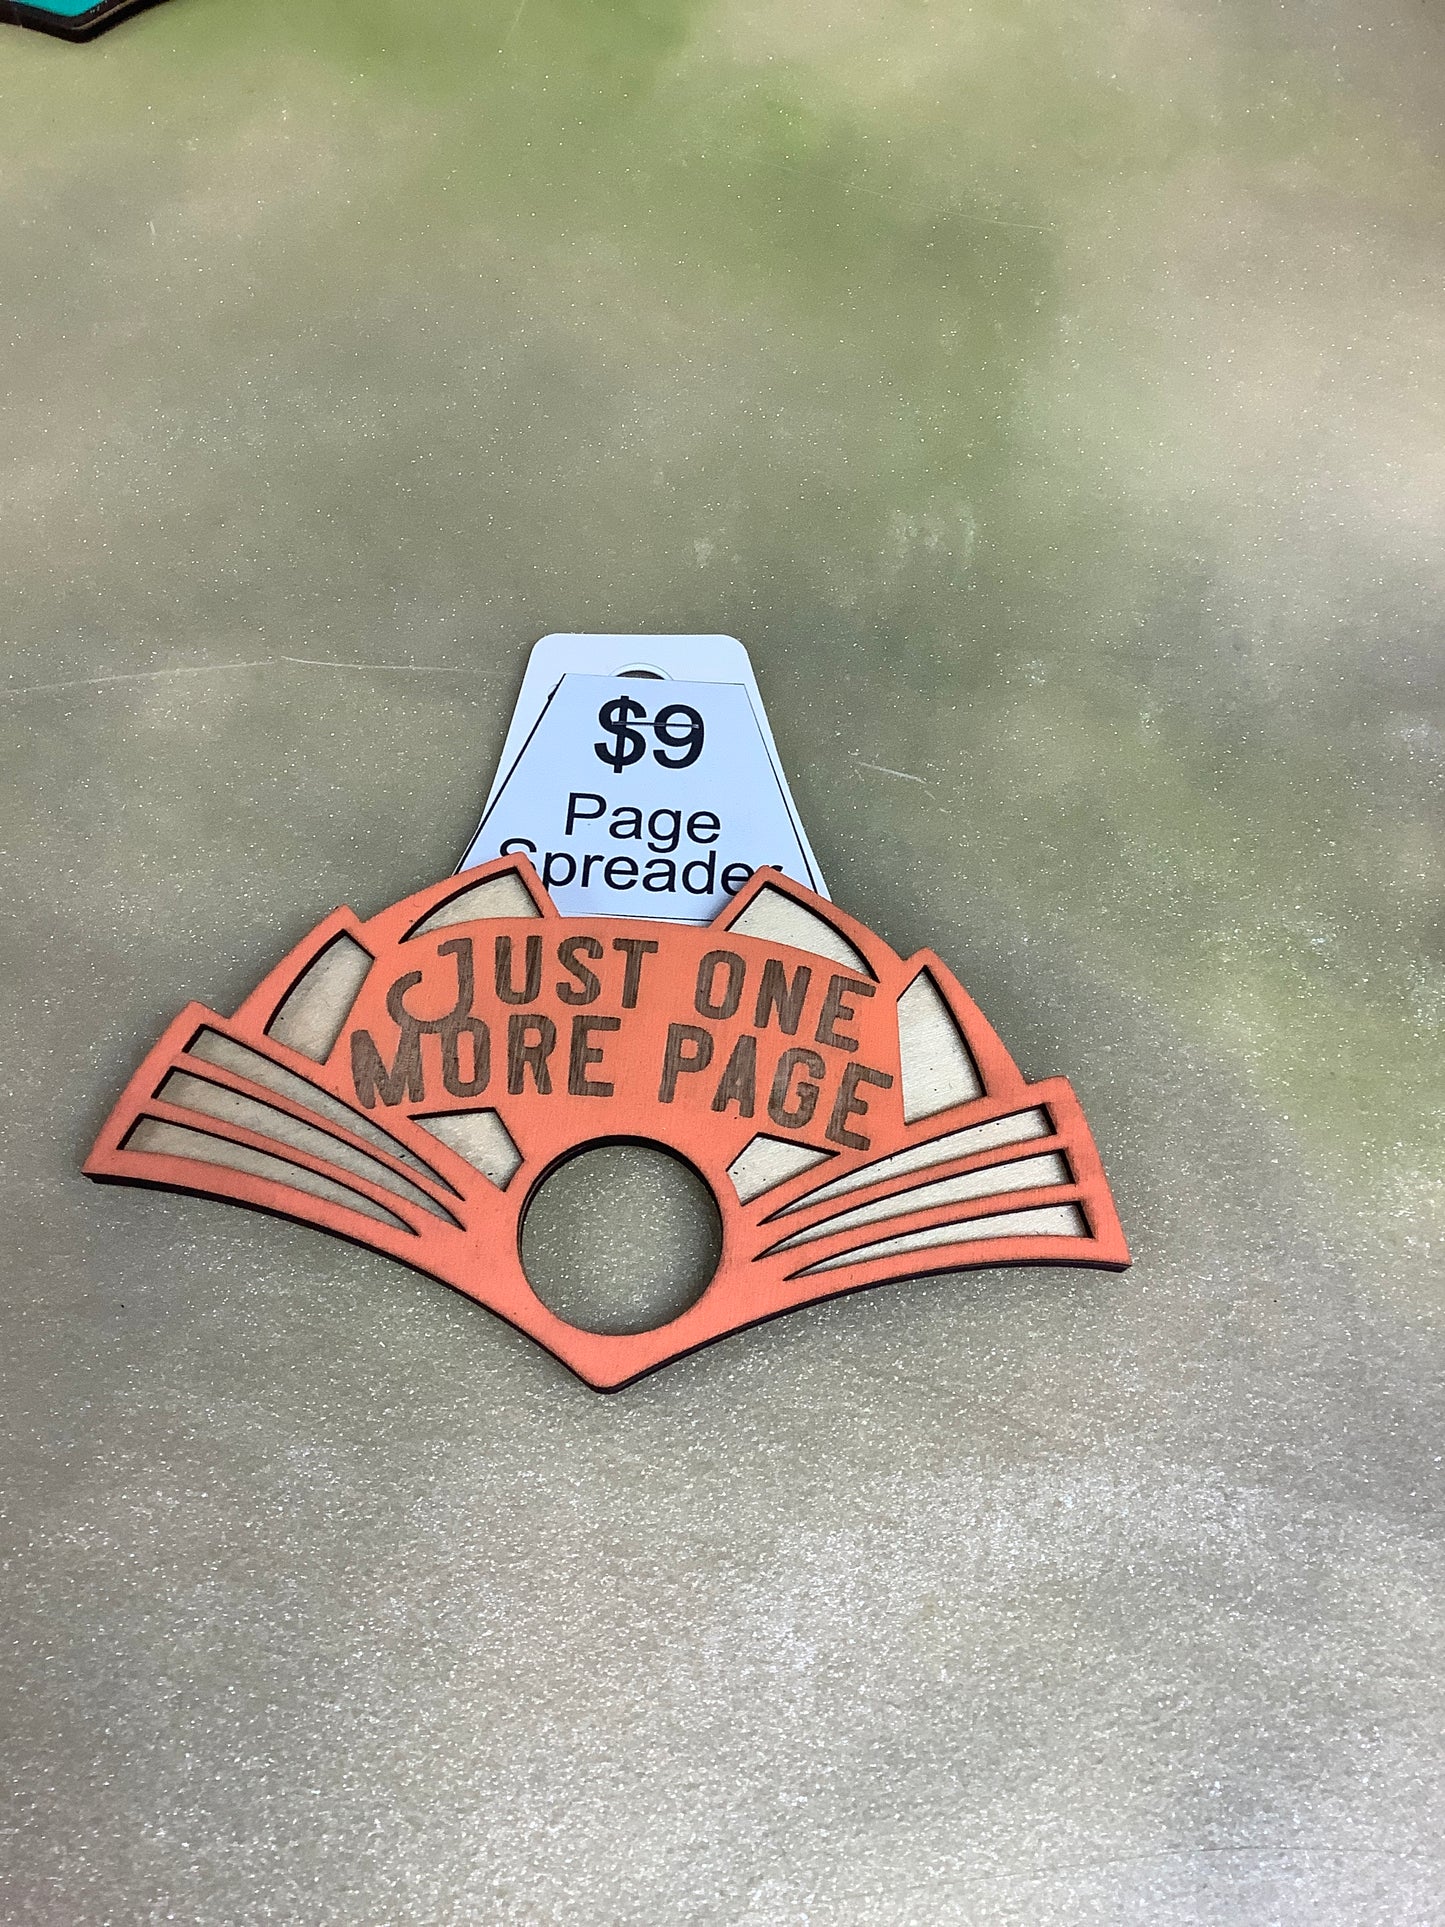 $9
Page
Spreader
JUST ONE
MORE PAGE